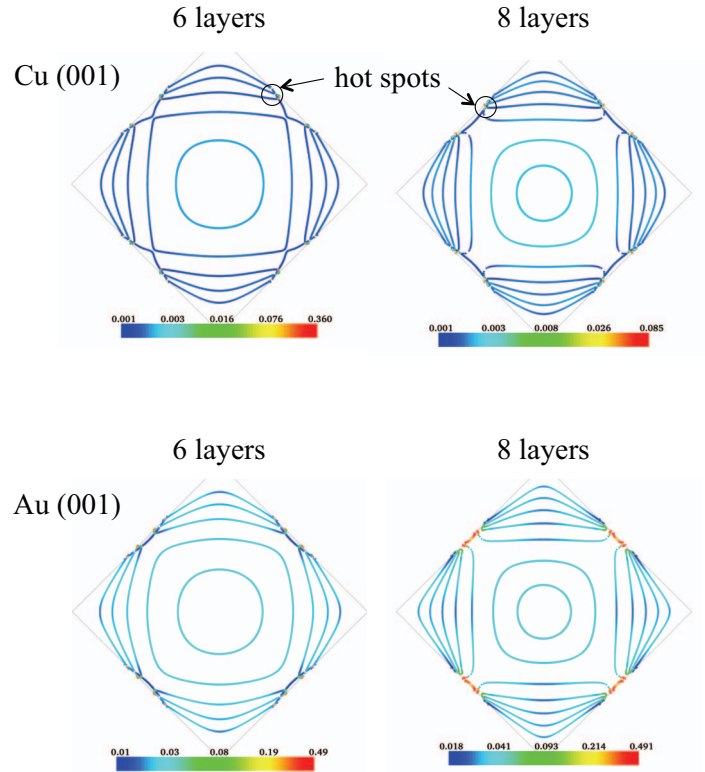 6 layers
8 layers
Cu (001)
hot spots
0.001 0.003 0.016 0.076 0.360
0.001 0.003 0.008 0.026 0.085
6 layers
8 layers
Au (001)
0.01 0.03 0.08 0.19 0.49
0.018 0.041 0.093 0.214 0.491